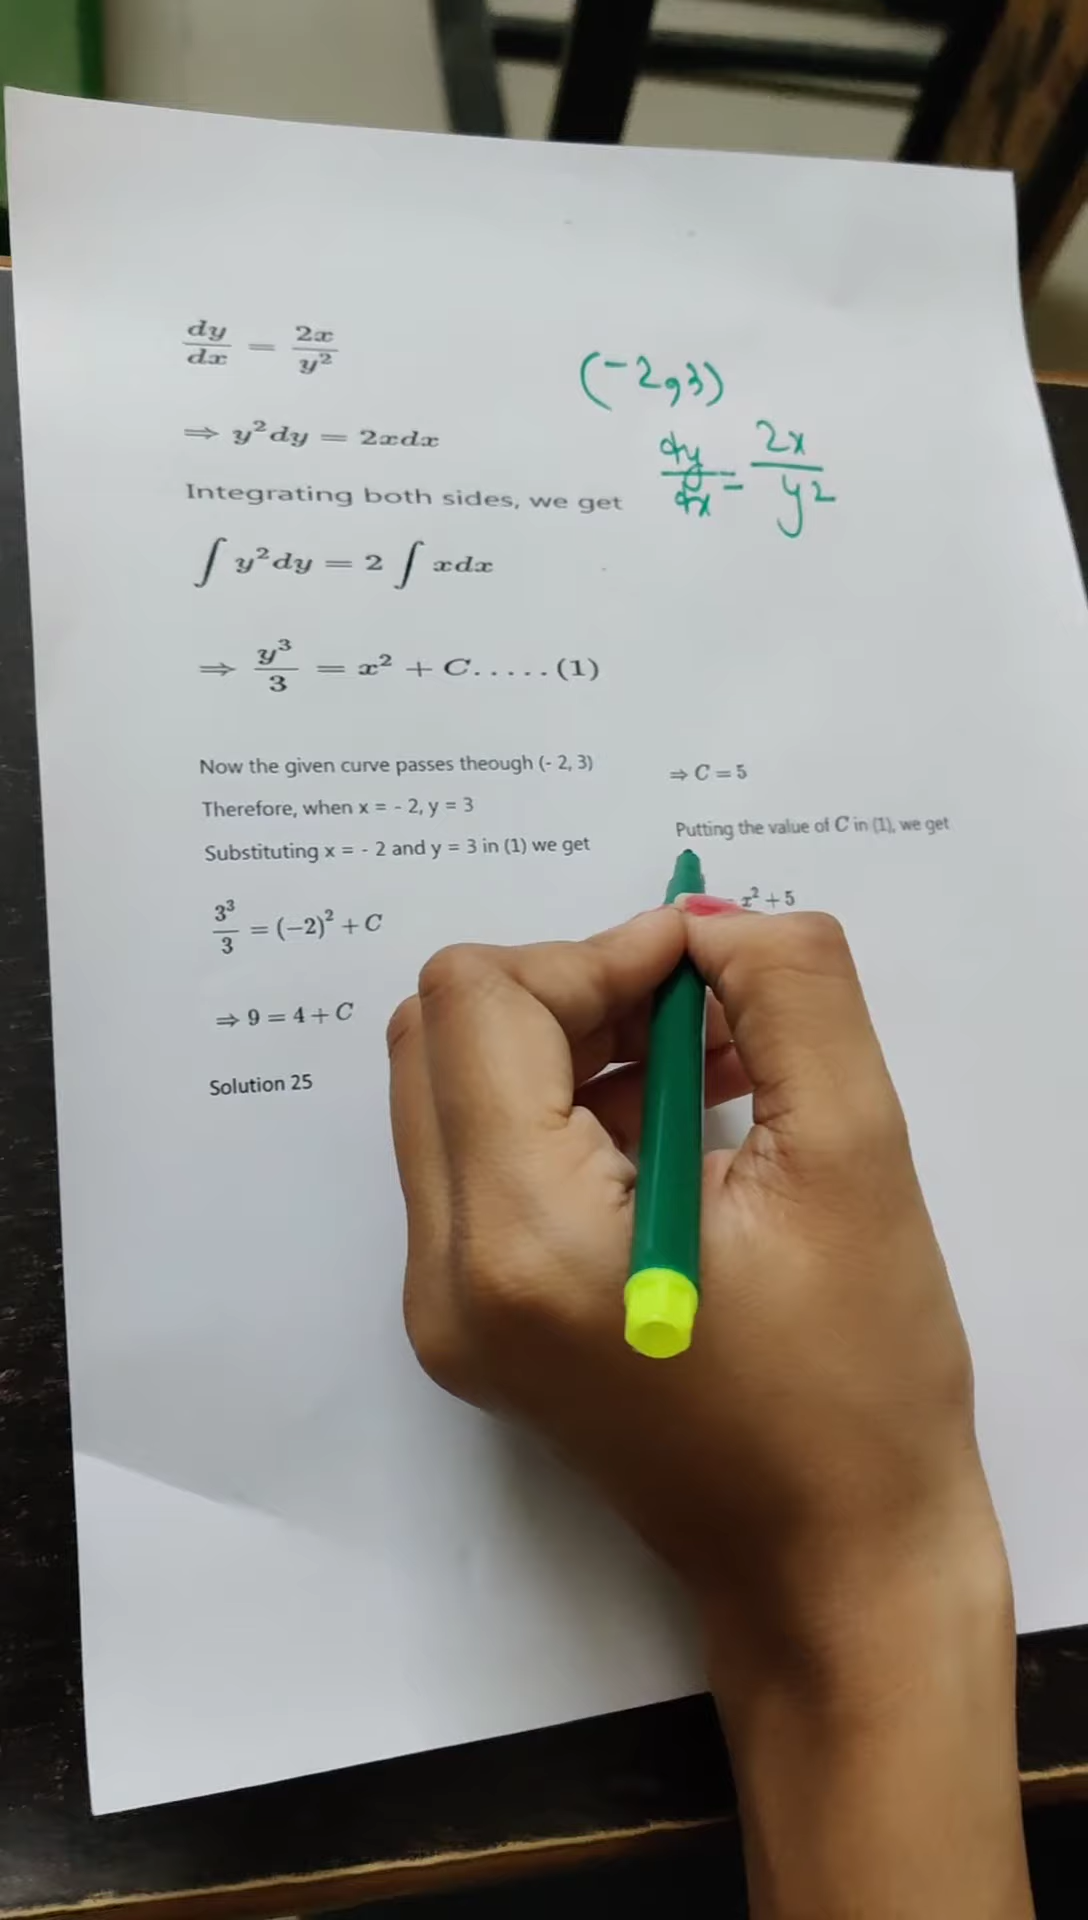 dy/dx = 2x/y²
(-2,3)
⇒ y²dy = 2xdx
dy/dx = 2x/y²
Integrating both sides, we get
∫ y²dy = 2 ∫ xdx
⇒ y³/3 = x² + C.....(1)
Now the given curve passes theough (- 2, 3)
Therefore, when x = - 2, y = 3
Substituting x = - 2 and y = 3 in (1) we get
3³/3 = (−2)² + C
⇒ 9 = 4 + C
Solution 25
⇒ C = 5
Putting the value of C in (1), we get
= x² + 5